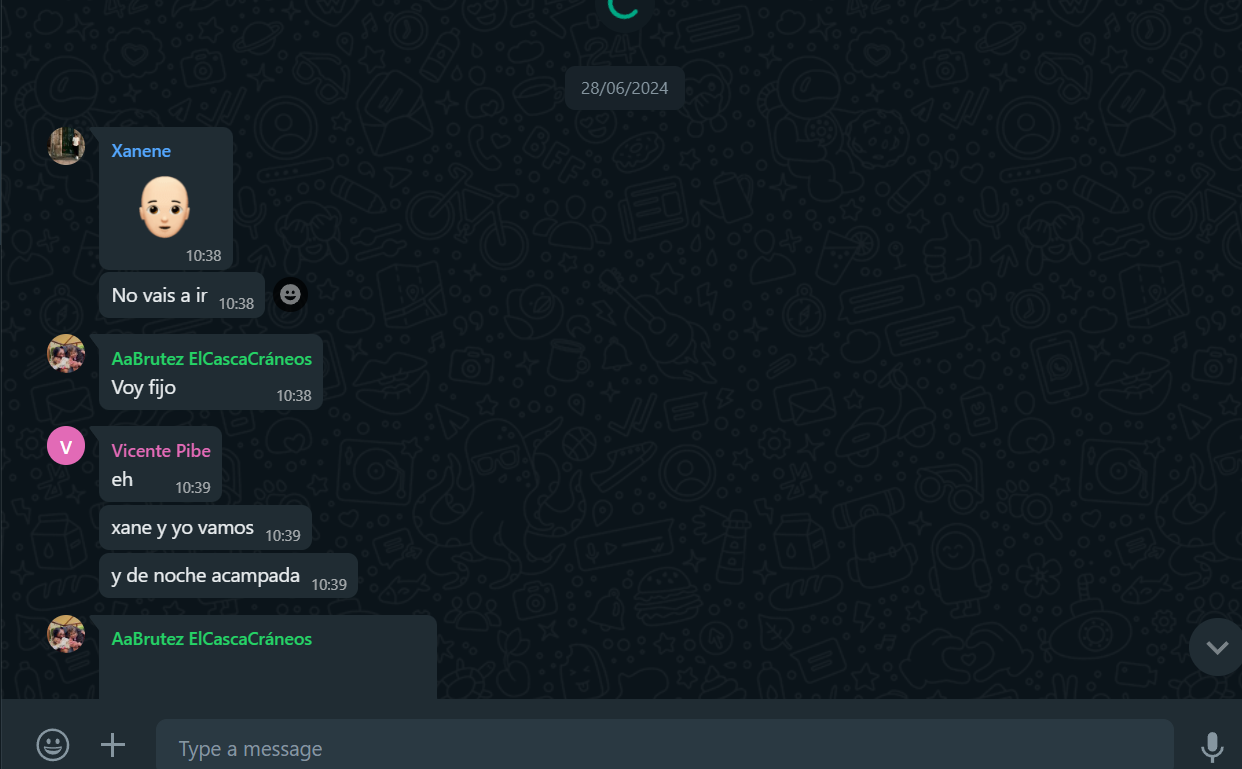 28/06/2024
Xanene
🧑🏻‍🦲
10:38
No vais a ir 10:38
AaBrutez ElCascaCráneos
Voy fijo
10:38
V
Vicente Pibe
eh 10:39
xane y yo vamos 10:39
y de noche acampada 10:39
AaBrutez ElCascaCráneos
Type a message